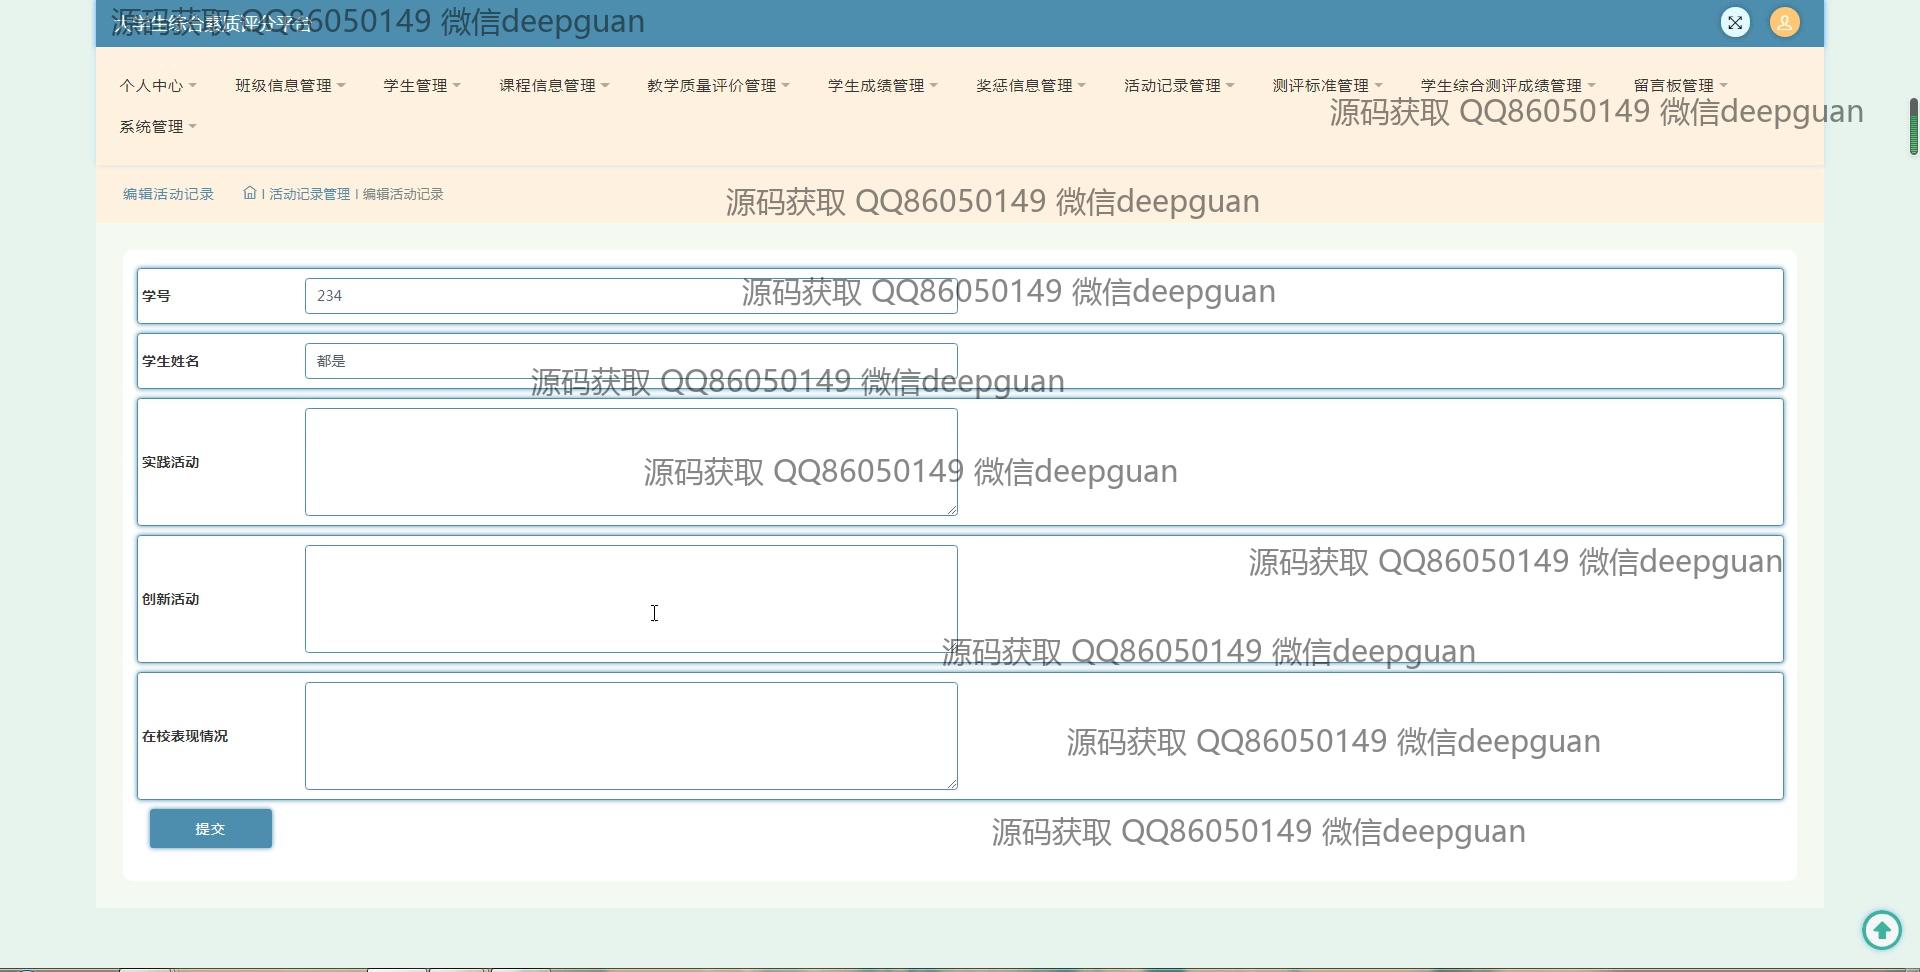 大学生综合素质评分平台
源码获取 QQ86050149 微信deepguan
个人中心 班级信息管理 学生管理 课程信息管理 教学质量评价管理 学生成绩管理 奖惩信息管理 活动记录管理 测评标准管理 学生综合测评成绩管理 留言板管理
源码获取 QQ86050149 微信deepguan
系统管理
编辑活动记录 | 活动记录管理 | 编辑活动记录
源码获取 QQ86050149 微信deepguan
学号 234
源码获取 QQ86050149 微信deepguan
学生姓名 都是
源码获取 QQ86050149 微信deepguan
实践活动
源码获取 QQ86050149 微信deepguan
源码获取 QQ86050149 微信deepguan
创新活动
源码获取 QQ86050149 微信deepguan
在校表现情况
源码获取 QQ86050149 微信deepguan
提交
源码获取 QQ86050149 微信deepguan